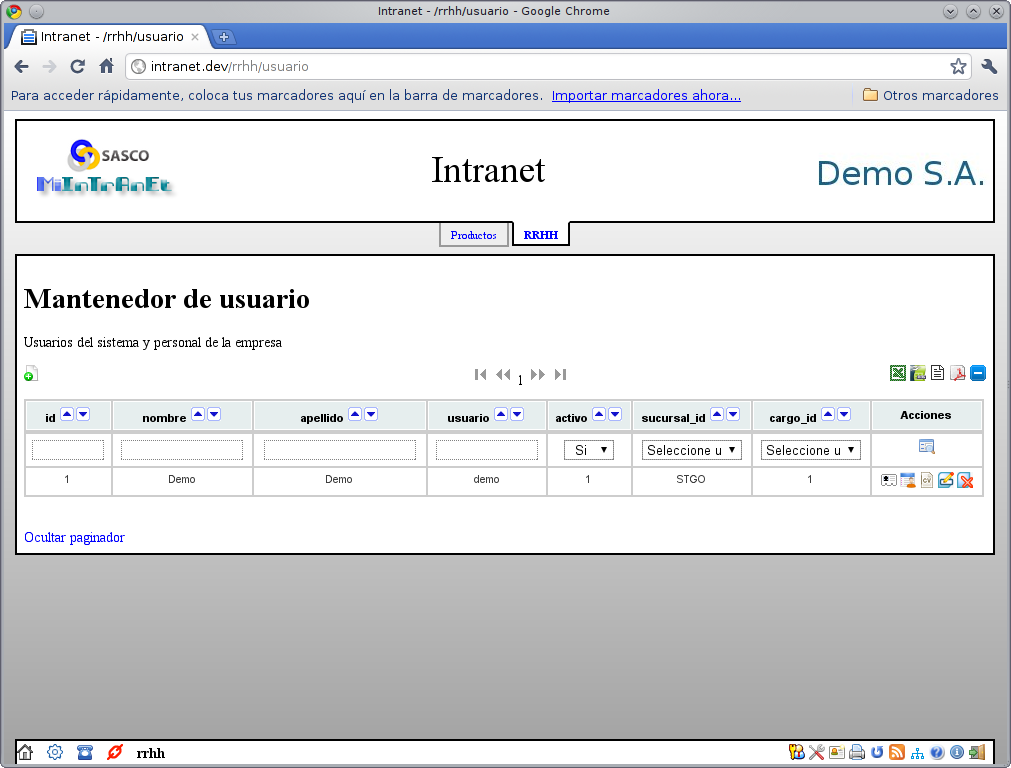 Intranet - /rrhh/usuario - Google Chrome
Intranet - /rrhh/usuario
intranet.dev/rrhh/usuario
Para acceder rápidamente, coloca tus marcadores aquí en la barra de marcadores. Importar marcadores ahora... Otros marcadores
SASCO
MiInTrAnEt
Intranet
Demo S.A.
Productos RRHH
Mantenedor de usuario
Usuarios del sistema y personal de la empresa
1
id nombre apellido usuario activo sucursal_id cargo_id Acciones
Si Seleccione u Seleccione u
1 Demo Demo demo 1 STGO 1
Ocultar paginador
rrhh